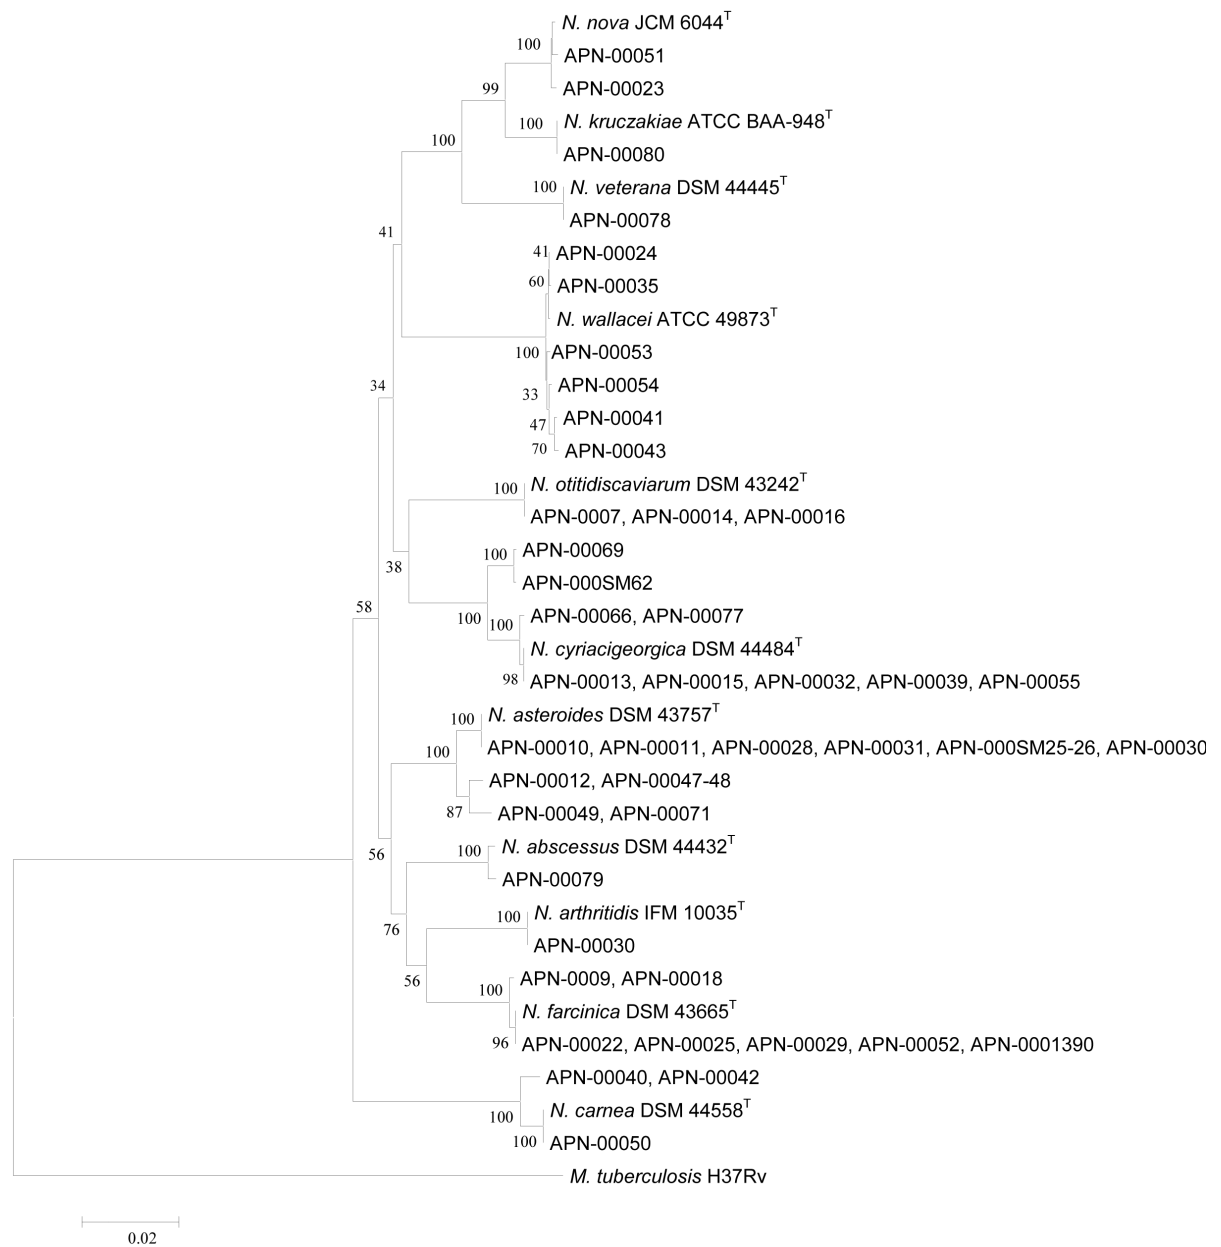 N. nova JCM 6044T
100
APN-00051
APN-00023
99
N. kruczakiae ATCC BAA-948T
100
APN-00080
100
N. veterana DSM 44445T
100
APN-00078
41
APN-00024
41
60
APN-00035
N. wallacei ATCC 49873T
100
APN-00053
34
APN-00054
33
APN-00041
47
APN-00043
70
N. otitidiscaviarum DSM 43242T
100
APN-0007, APN-00014, APN-00016
APN-00069
100
38
APN-000SM62
58
APN-00066, APN-00077
100
100
N. cyriacigeorgica DSM 44484T
98
APN-00013, APN-00015, APN-00032, APN-00039, APN-00055
N. asteroides DSM 43757T
100
APN-00010, APN-00011, APN-00028, APN-00031, APN-000SM25-26, APN-00030
100
APN-00012, APN-00047-48
APN-00049, APN-00071
87
N. abscessus DSM 44432T
56
100
APN-00079
N. arthritidis IFM 10035T
100
76
APN-00030
APN-0009, APN-00018
56
100
N. farcinica DSM 43665T
96
APN-00022, APN-00025, APN-00029, APN-00052, APN-0001390
APN-00040, APN-00042
N. carnea DSM 44558T
100
100
APN-00050
M. tuberculosis H37Rv
0.02